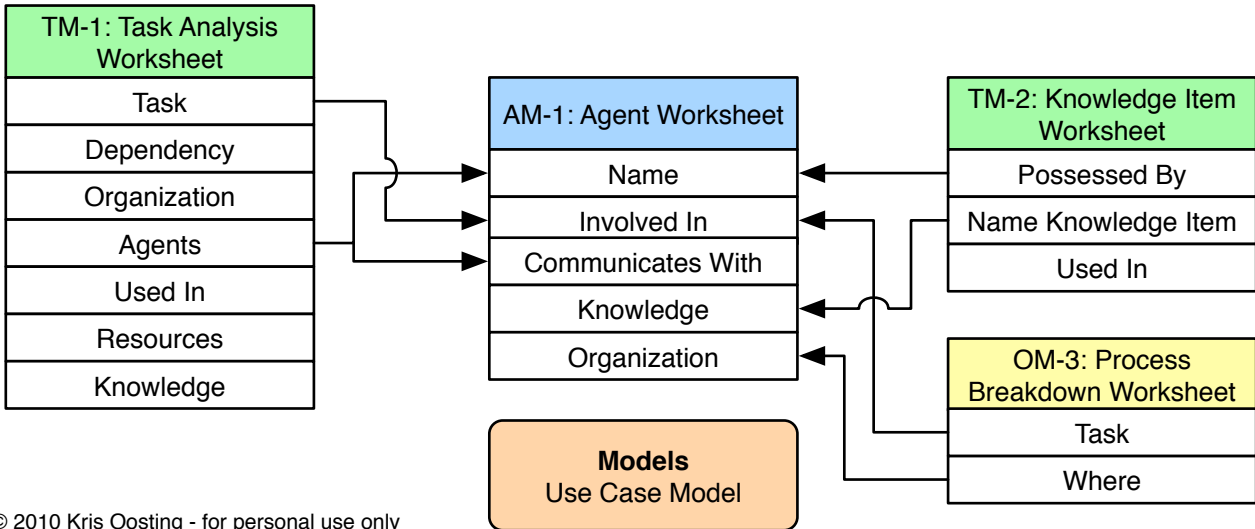 TM-1: Task Analysis
Worksheet
Task
Dependency
Organization
Agents
Used In
Resources
Knowledge
AM-1: Agent Worksheet
Name
Involved In
Communicates With
Knowledge
Organization
Models
Use Case Model
TM-2: Knowledge Item
Worksheet
Possessed By
Name Knowledge Item
Used In
OM-3: Process
Breakdown Worksheet
Task
Where
© 2010 Kris Oosting - for personal use only